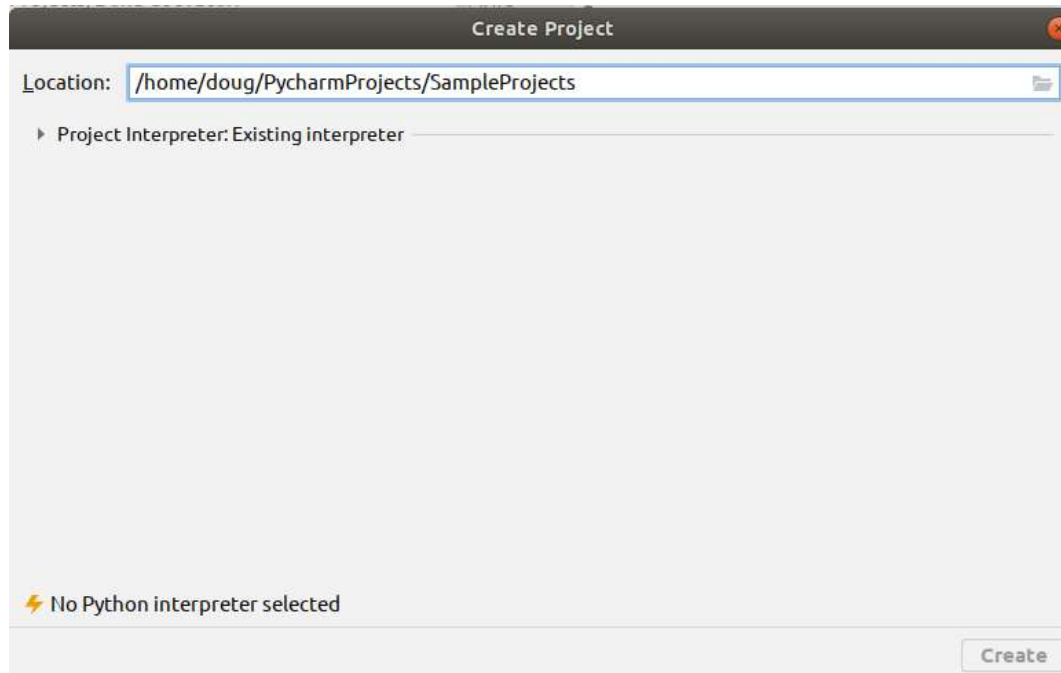 Create Project
Location: /home/doug/PycharmProjects/SampleProjects
Project Interpreter: Existing interpreter
No Python interpreter selected
Create